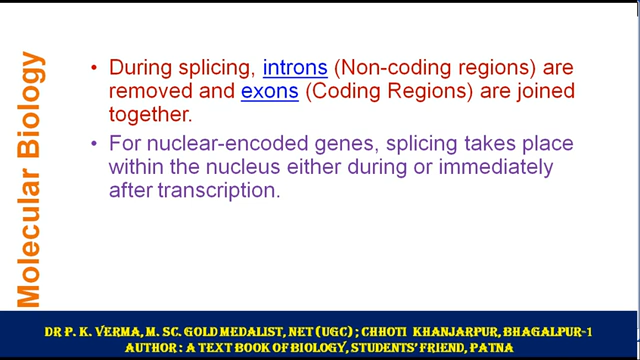 Molecular Biology
• During splicing, introns (Non-coding regions) are
removed and exons (Coding Regions) are joined
together.
• For nuclear-encoded genes, splicing takes place
within the nucleus either during or immediately
after transcription.
DR P. K. VERMA, M. SC. GOLD MEDALIST, NET (UGC) ; CHHOTI KHANJARPUR, BHAGALPUR-1
AUTHOR : A TEXT BOOK OF BIOLOGY, STUDENTS' FRIEND, PATNA